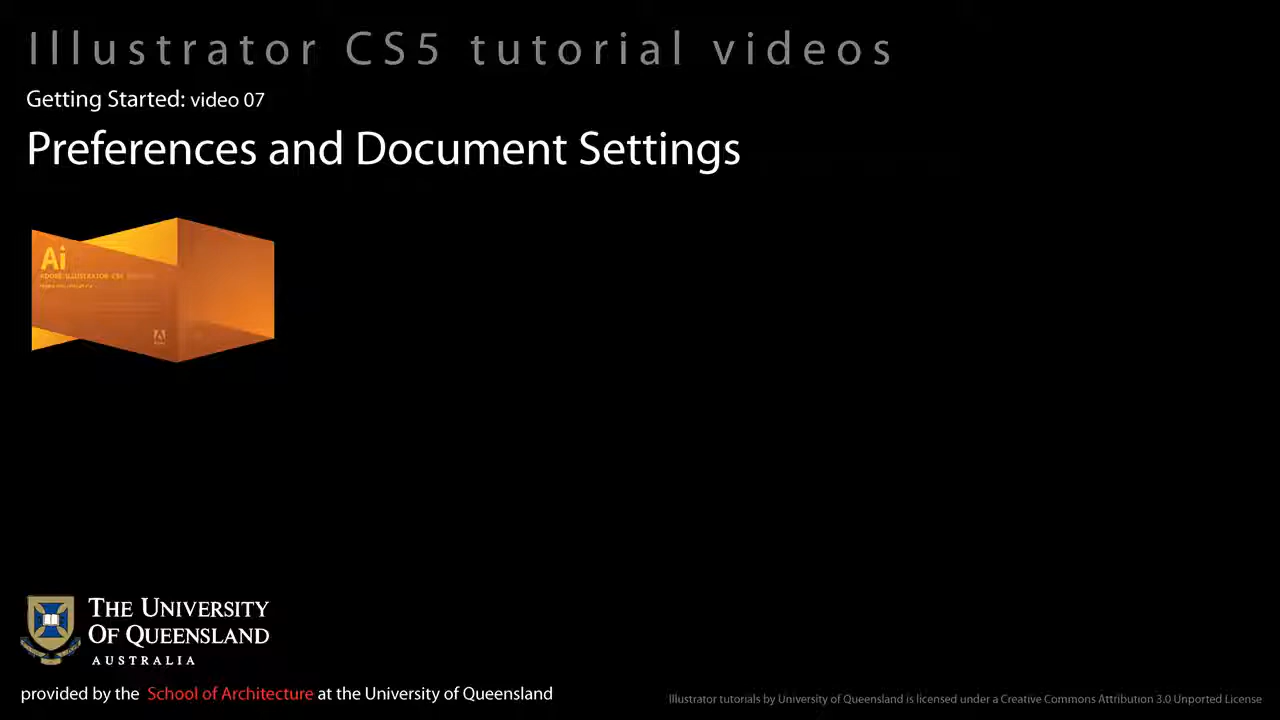 Illustrator CS5 tutorial videos
Getting Started: video 07
Preferences and Document Settings
Ai
THE UNIVERSITY
OF QUEENSLAND
AUSTRALIA
provided by the School of Architecture at the University of Queensland
Illustrator tutorials by University of Queensland is licensed under a Creative Commons Attribution 3.0 Unported License